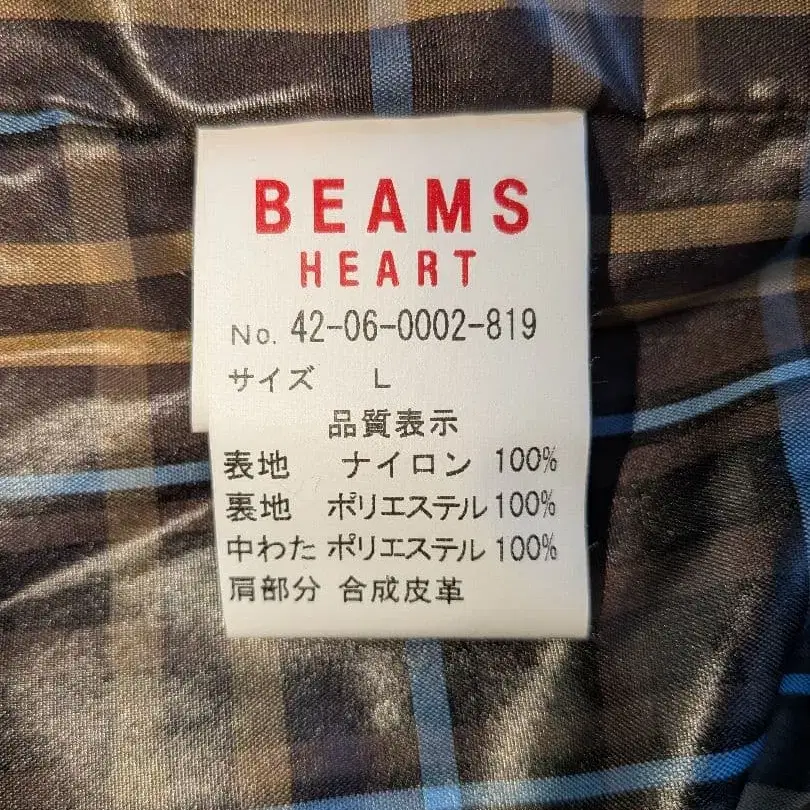 BEAMS
HEART
No. 42-06-0002-819
サイズ L
品質表示
表地 ナイロン 100%
裏地 ポリエステル 100%
中わた ポリエステル 100%
肩部分 合成皮革